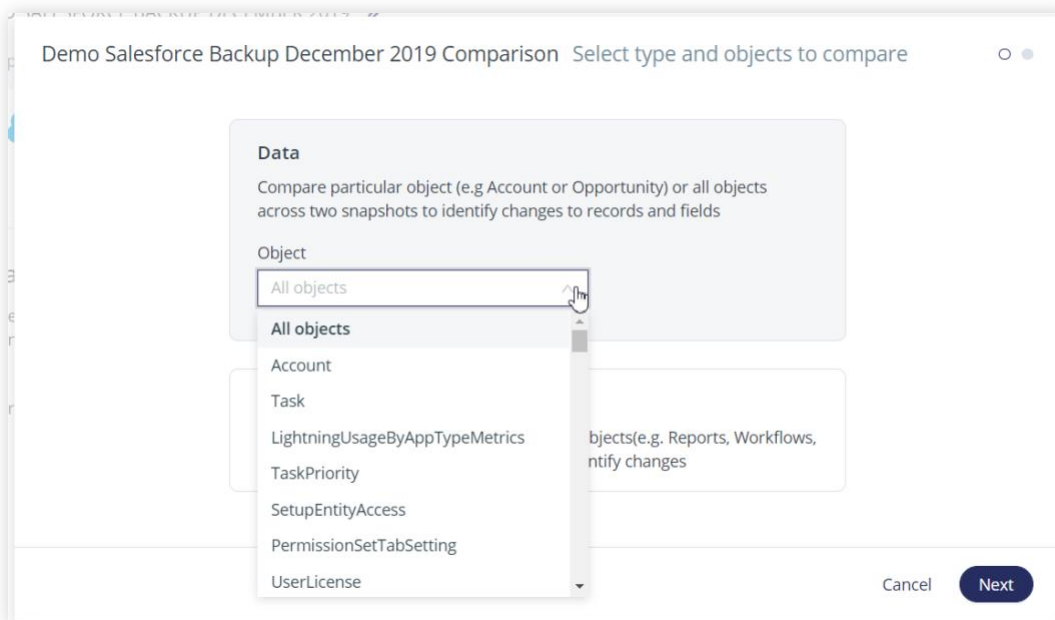 Demo Salesforce Backup December 2019 Comparison Select type and objects to compare
Data
Compare particular object (e.g Account or Opportunity) or all objects
across two snapshots to identify changes to records and fields
Object
All objects
All objects
Account
Task
LightningUsageByAppTypeMetrics
bjects(e.g. Reports, Workflows,
ntify changes
TaskPriority
SetupEntityAccess
PermissionSetTabSetting
UserLicense
Cancel
Next